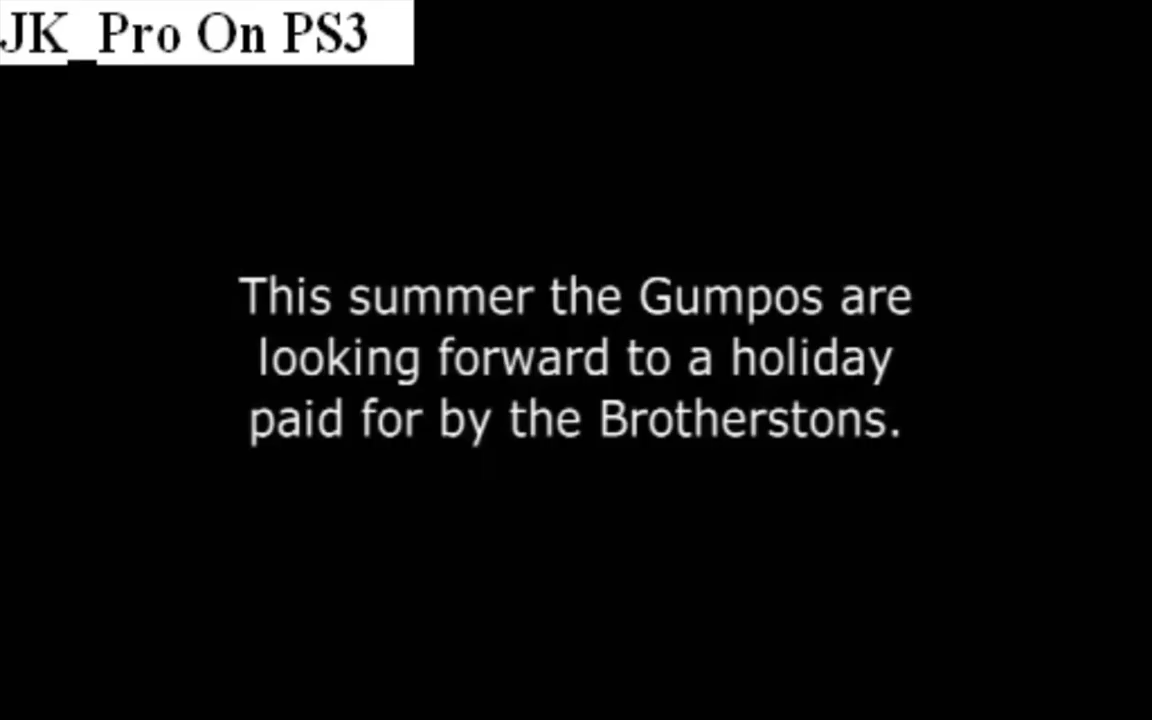 JK_Pro On PS3
This summer the Gumpos are
looking forward to a holiday
paid for by the Brotherstons.